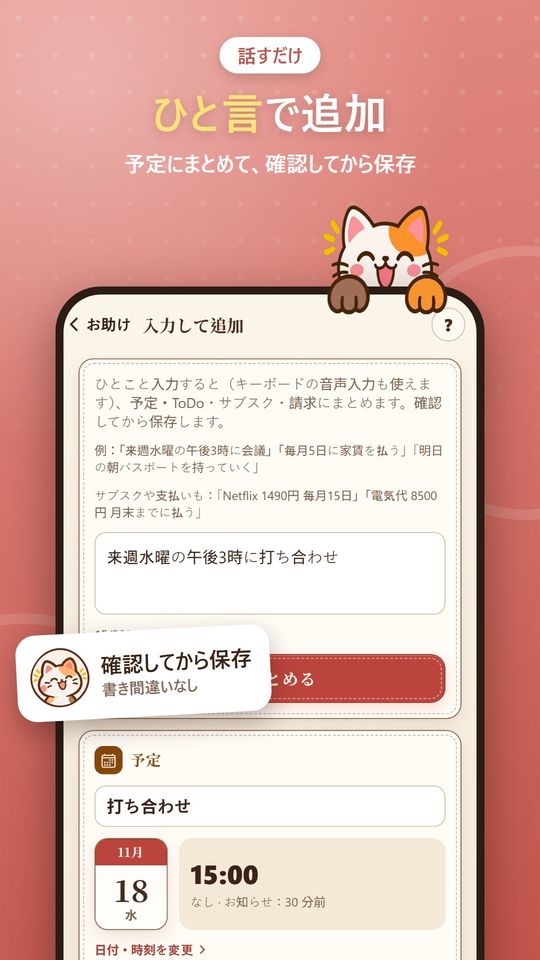 話すだけ
ひと言で追加
予定にまとめて、確認してから保存
お助け 入力して追加 ?
ひとこと入力すると（キーボードの音声入力も使えま
す）、予定・ToDo・サブスク・請求にまとめます。確認
してから保存します。
例：「来週水曜の午後3時に会議」「毎月5日に家賃を払う」「明日
の朝パスポートを持っていく」
サブスクや支払いも：「Netflix 1490円 毎月15日」「電気代 8500
円 月末までに払う」
来週水曜の午後3時に打ち合わせ
確認してから保存
書き間違いなし
とめる
予定
打ち合わせ
11月
18
水
15:00
なし・お知らせ：30 分前
日付・時刻を変更